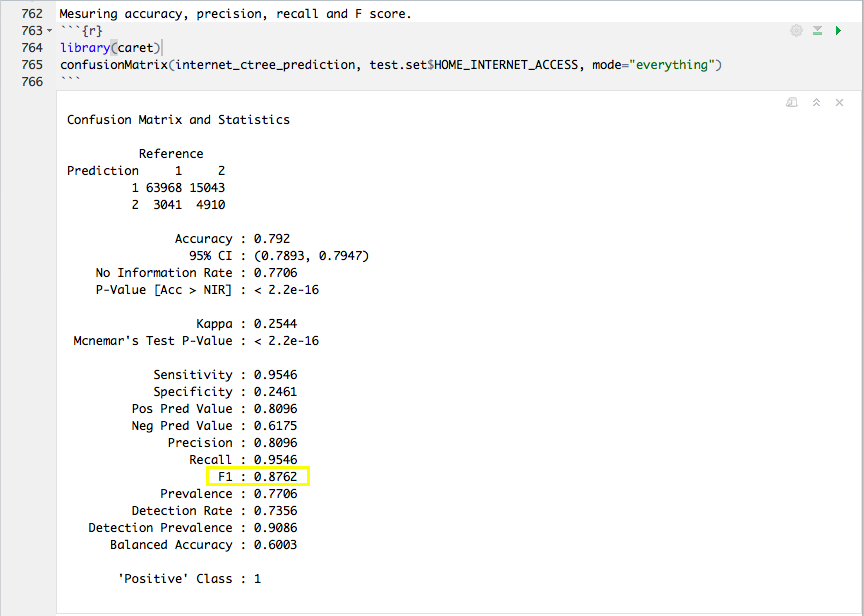 762 Mesuring accuracy, precision, recall and F score.
763 ```{r}
764 library(caret)
765 confusionMatrix(internet_ctree_prediction, test.set$HOME_INTERNET_ACCESS, mode="everything")
766 ```
Confusion Matrix and Statistics
Reference
Prediction 1 2
1 63968 15043
2 3041 4910
Accuracy : 0.792
95% CI : (0.7893, 0.7947)
No Information Rate : 0.7706
P-Value [Acc > NIR] : < 2.2e-16
Kappa : 0.2544
Mcnemar's Test P-Value : < 2.2e-16
Sensitivity : 0.9546
Specificity : 0.2461
Pos Pred Value : 0.8096
Neg Pred Value : 0.6175
Precision : 0.8096
Recall : 0.9546
F1 : 0.8762
Prevalence : 0.7706
Detection Rate : 0.7356
Detection Prevalence : 0.9086
Balanced Accuracy : 0.6003
'Positive' Class : 1